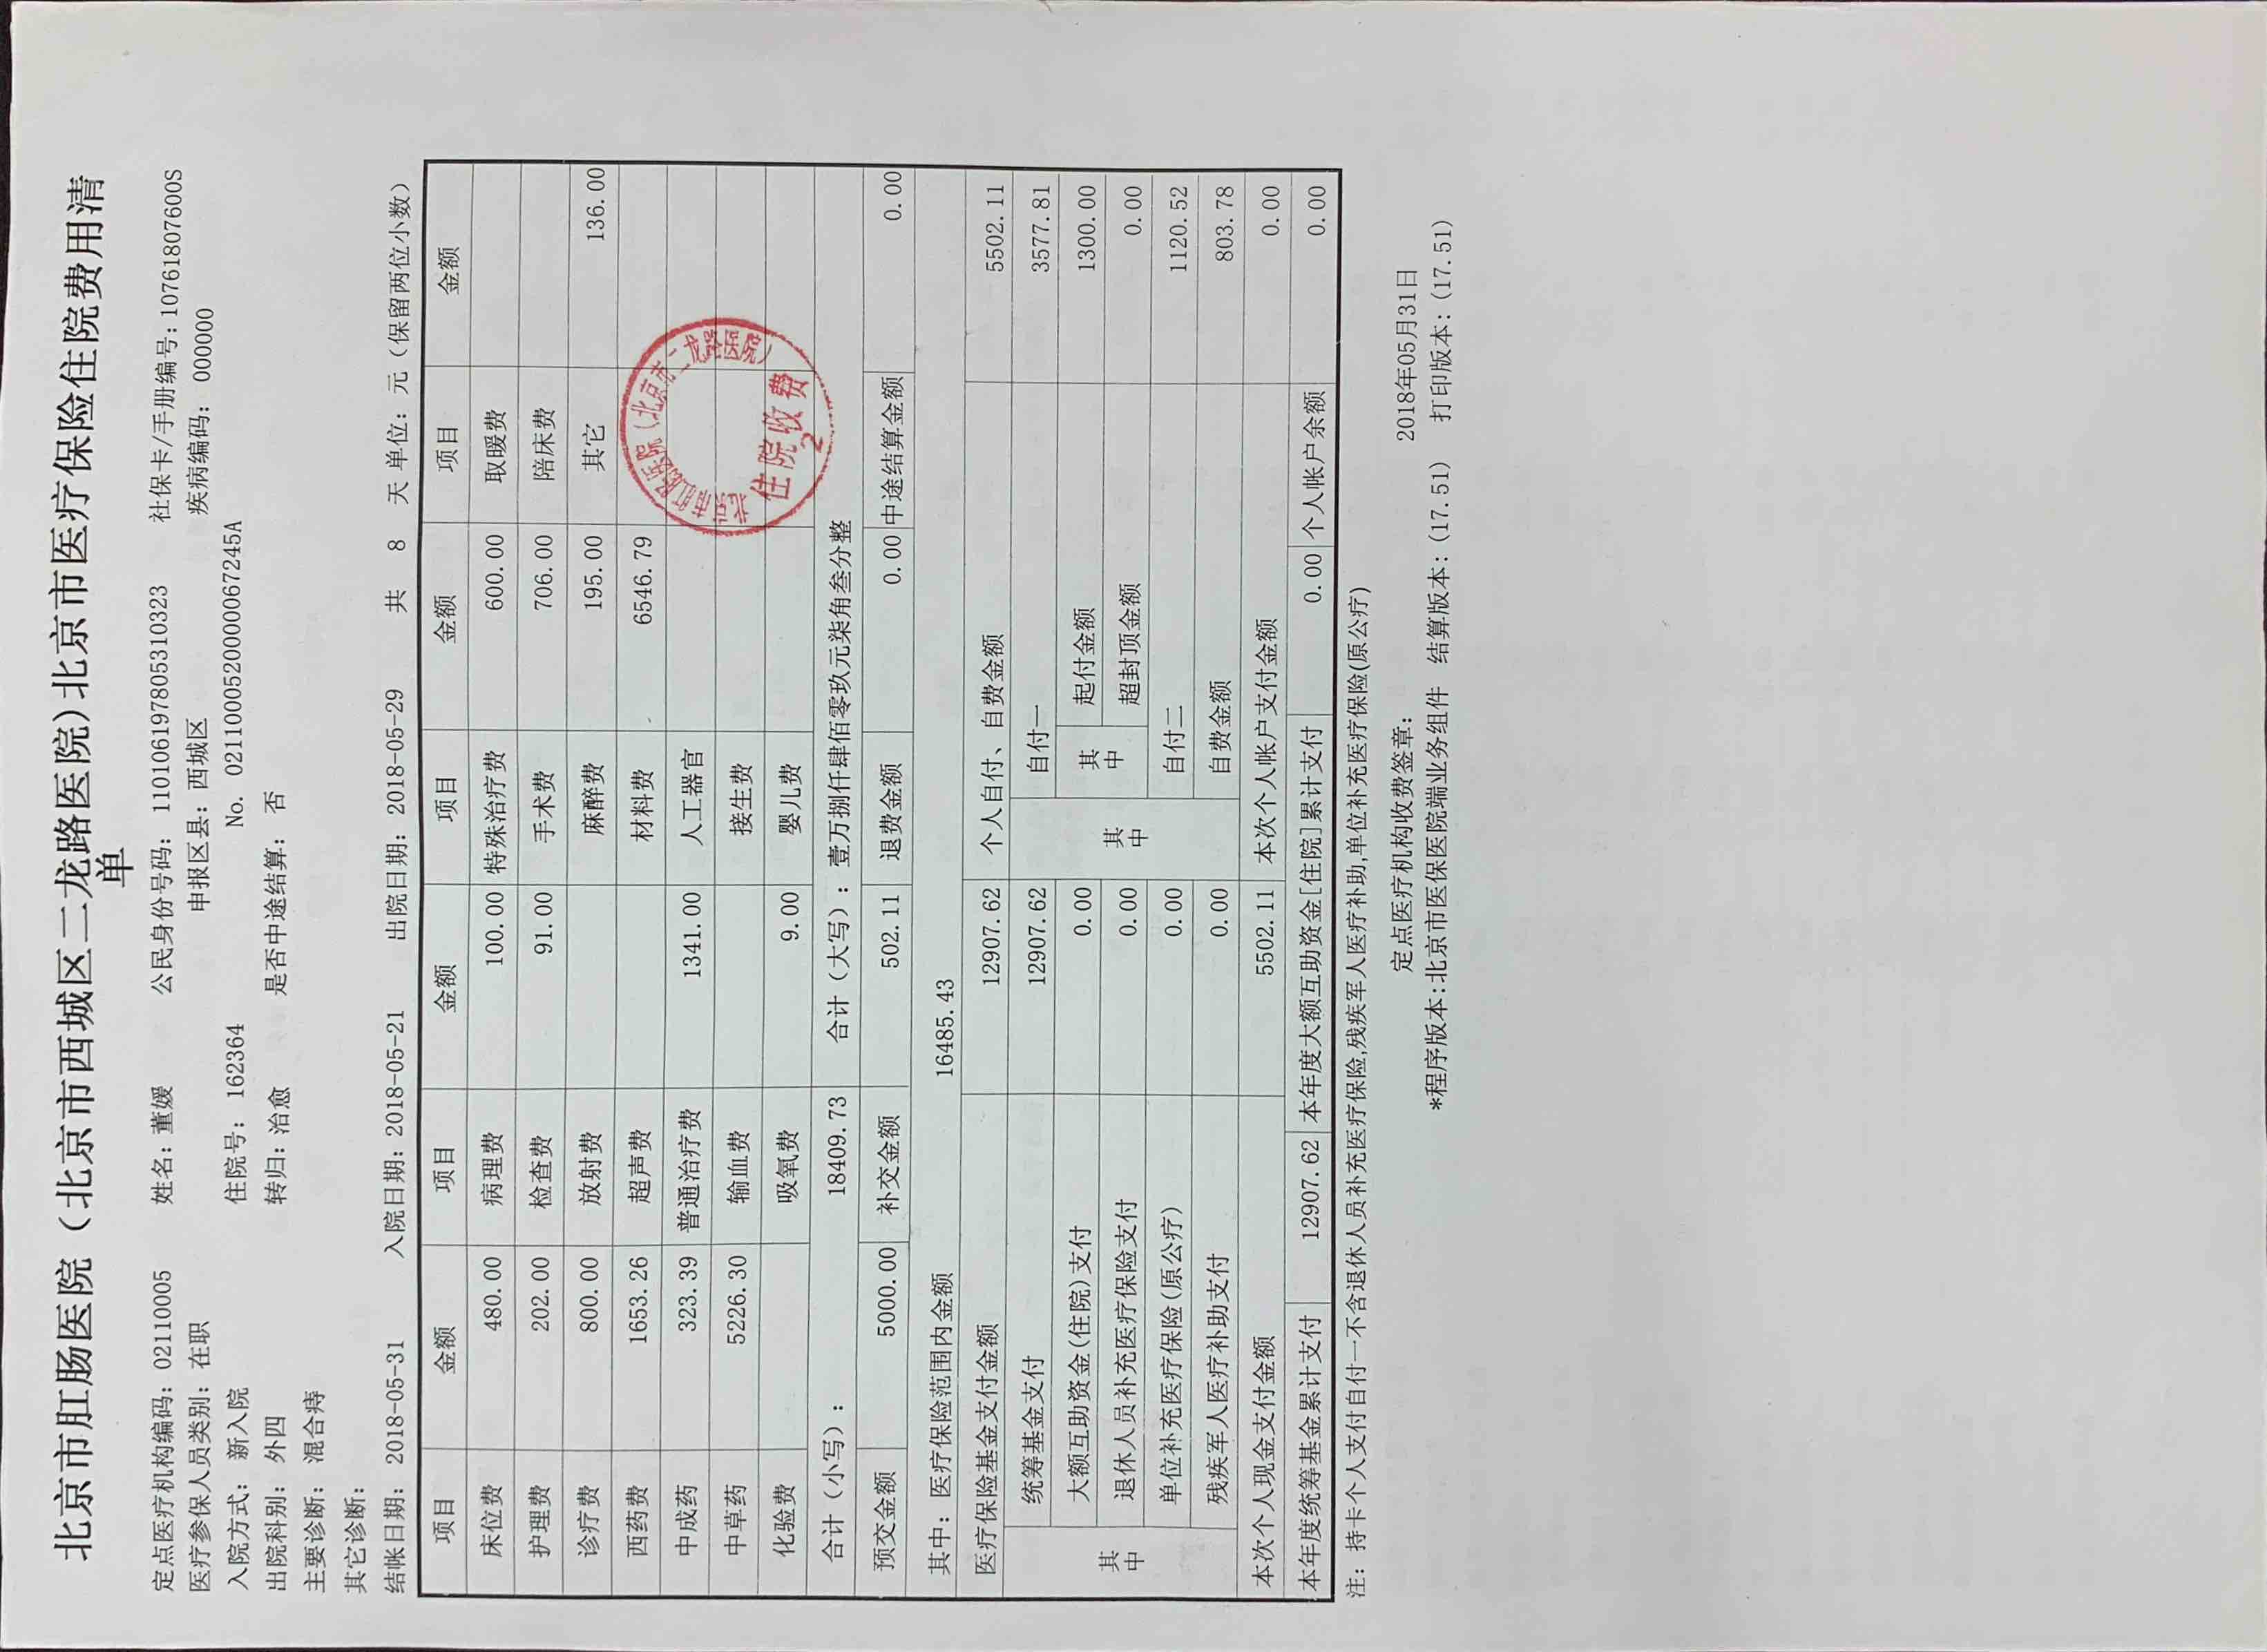 北京市肛肠医院（北京市西城区二龙路医院)北京市医疗保险住院费用清
单
定点医疗机构编码：02110005 姓名：董媛 公民身份号码：110106197805310323 社保卡/手册编号：10761807600S
医疗参保人员类别：在职 申报区县：西城区 疾病编码：000000
入院方式：新入院 住院号：162364 No. 0211000520000067245A
出院科别：外四 转归：治愈 是否中途结算：否
主要诊断：混合痔
其它诊断：
结帐日期：2018-05-31 入院日期：2018-05-21 出院日期：2018-05-29 共 8 天 单位：元（保留两位小数）
项目 金额 项目 金额 项目 金额 项目 金额
床位费 480.00 病理费 100.00 特殊治疗费 600.00 取暖费
护理费 202.00 检查费 91.00 手术费 706.00 陪床费
诊疗费 800.00 放射费 麻醉费 195.00 其它 136.00
西药费 1653.26 超声费 材料费 6546.79
中成药 323.39 普通治疗费 1341.00 人工器官
中草药 5226.30 输血费 接生费
化验费 吸氧费 9.00 婴儿费
北京市肛肠医院（北京市二龙路医院）
住院收费
2
合计（小写）： 18409.73 合计（大写）：壹万捌仟肆佰零玖元柒角叁分整
预交金额 5000.00 补交金额 502.11 退费金额 0.00 中途结算金额 0.00
其中：医疗保险范围内金额 16485.43
医疗保险基金支付金额 12907.62 个人自付、自费金额 5502.11
其中 统筹基金支付 12907.62 其中 自付一 3577.81
大额互助资金(住院)支付 0.00 其中 起付金额 1300.00
退休人员补充医疗保险支付 0.00 超封顶金额 0.00
单位补充医疗保险(原公疗) 0.00 自付二 1120.52
残疾军人医疗补助支付 0.00 自费金额 803.78
本次个人现金支付金额 5502.11 本次个人帐户支付金额 0.00
本年度统筹基金累计支付 12907.62 本年度大额互助资金[住院]累计支付 0.00 个人帐户余额 0.00
注：持卡个人支付自付一不含退休人员补充医疗保险,残疾军人医疗补助,单位补充医疗保险(原公疗)
定点医疗机构收费签章： 2018年05月31日
*程序版本:北京市医保医院端业务组件 结算版本：(17.51) 打印版本：(17.51)